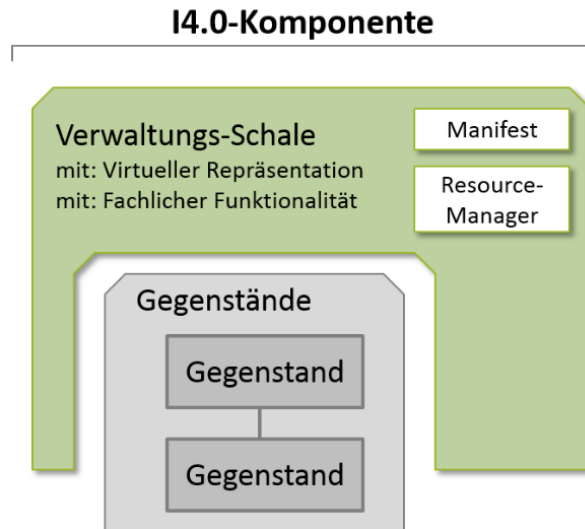 I4.0-Komponente
Verwaltungs-Schale
mit: Virtueller Repräsentation
mit: Fachlicher Funktionalität
Manifest
Resource-
Manager
Gegenstände
Gegenstand
Gegenstand